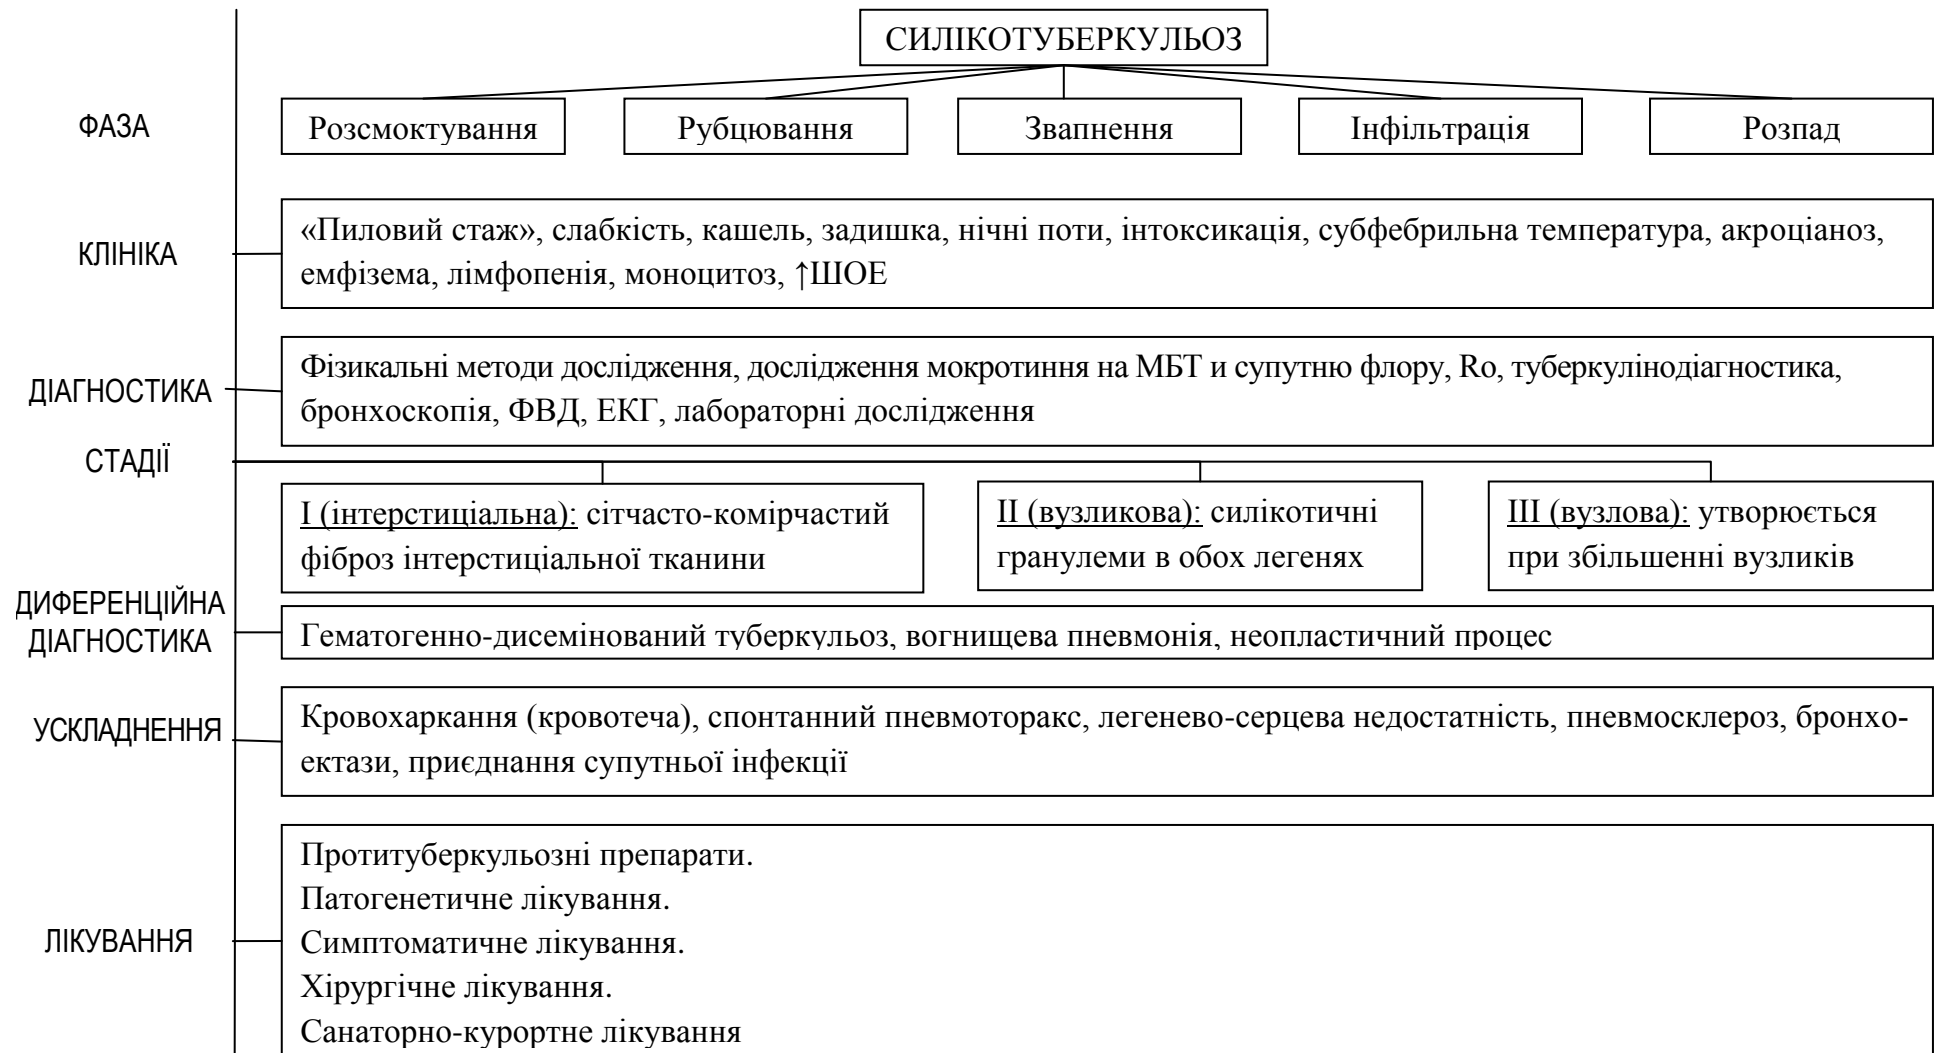 СИЛІКОТУБЕРКУЛЬОЗ
ФАЗА
Розсмоктування
Рубцювання
Звапнення
Інфільтрація
Розпад
КЛІНІКА
«Пиловий стаж», слабкість, кашель, задишка, нічні поти, інтоксикація, субфебрильна температура, акроціаноз,
емфізема, лімфопенія, моноцитоз, ↑ШОЕ
ДІАГНОСТИКА
Фізикальні методи дослідження, дослідження мокротиння на МБТ и супутню флору, Ro, туберкулінодіагностика,
бронхоскопія, ФВД, ЕКГ, лабораторні дослідження
СТАДІЇ
I (інтерстиціальна): сітчасто-комірчастий
фіброз інтерстиціальної тканини
II (вузликова): силікотичні
гранулеми в обох легенях
III (вузлова): утворюється
при збільшенні вузликів
ДИФЕРЕНЦІЙНА
ДІАГНОСТИКА
Гематогенно-дисемінований туберкульоз, вогнищева пневмонія, неопластичний процес
УСКЛАДНЕННЯ
Кровохаркання (кровотеча), спонтанний пневмоторакс, легенево-серцева недостатність, пневмосклероз, бронхо-
ектази, приєднання супутньої інфекції
ЛІКУВАННЯ
Протитуберкульозні препарати.
Патогенетичне лікування.
Симптоматичне лікування.
Хірургічне лікування.
Санаторно-курортне лікування